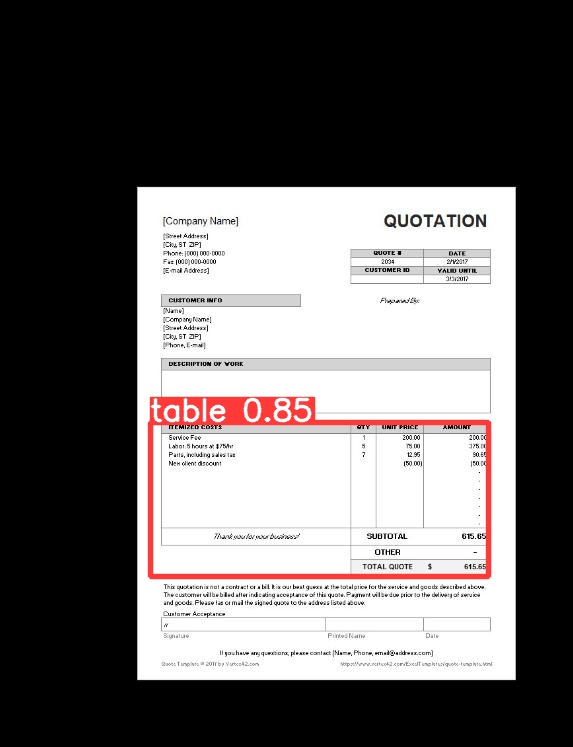 [Company Name]
QUOTATION
[Street Address]
[City, ST ZIP]
Phone: (000) 000-0000
Fax: (000) 000-0000
[E-mail Address]
QUOTE # DATE
2034 2/1/2017
CUSTOMER ID VALID UNTIL
3/3/2017
CUSTOMER INFO
Prepared By:
[Name]
[Company Name]
[Street Address]
[City, ST ZIP]
[Phone, E-mail]
DESCRIPTION OF WORK
table 0.85
ITEMIZED COSTS QTY UNIT PRICE AMOUNT
Service Fee 1 200.00 200.00
Labor: 5 hours at $75/hr 5 75.00 375.00
Parts, including sales tax 7 12.95 90.65
New client discount (50.00) (50.00
-
-
-
-
-
-
-
Thank you for your business! SUBTOTAL 615.65
OTHER -
TOTAL QUOTE $ 615.65
This quotation is not a contract or a bill. It is our best guess at the total price for the service and goods described above.
The customer will be billed after indicating acceptance of this quote. Payment will be due prior to the delivery of service
and goods. Please fax or mail the signed quote to the address listed above.
Customer Acceptance
x
Signature Printed Name Date
If you have any questions, please contact [Name, Phone, email@address.com]
Quote Template © 2017 by Vertex42.com https://www.vertex42.com/ExcelTemplates/quote-template.html